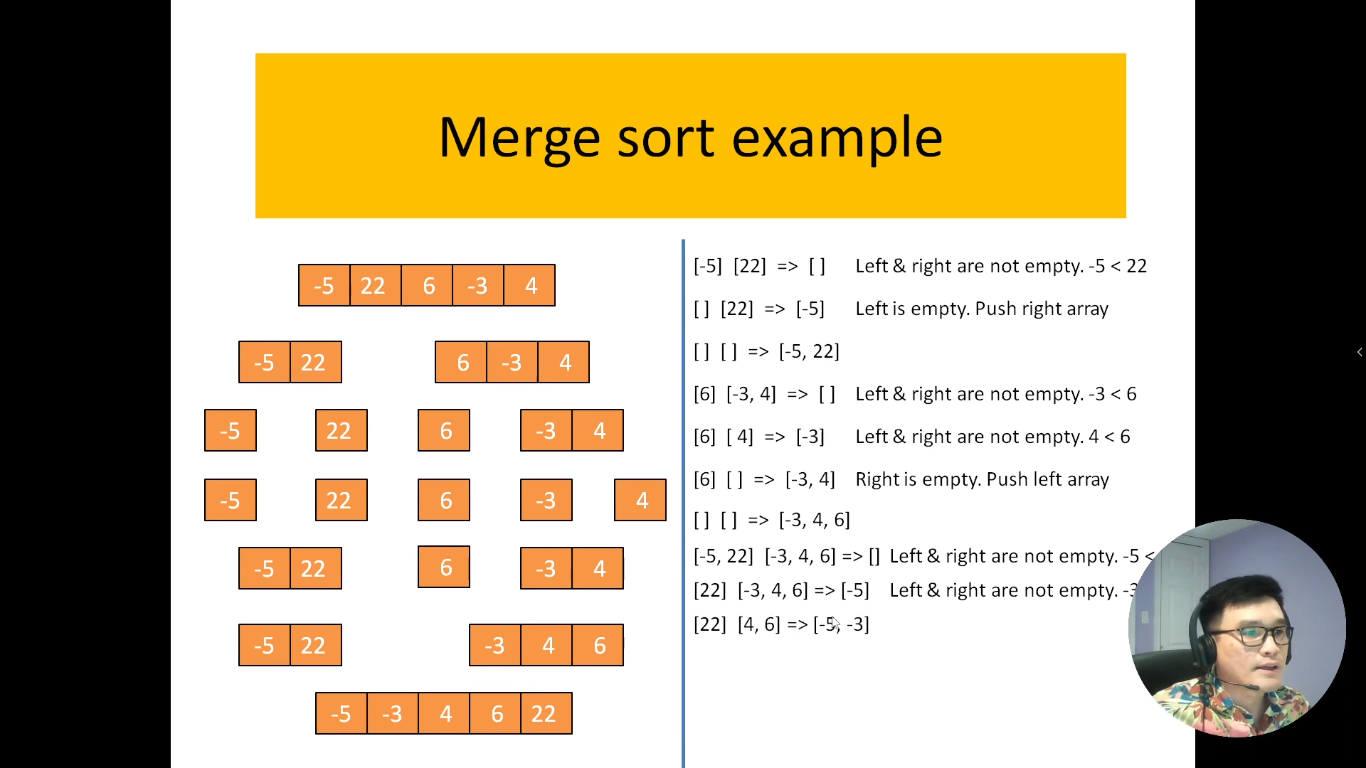 Merge sort example
-5 22 6 -3 4
-5 22 6 -3 4
-5 22 6 -3 4
-5 22 6 -3 4
-5 22 6 -3 4
-5 22 -3 4 6
-5 -3 4 6 22
[-5] [22] => [ ] Left & right are not empty. -5 < 22
[ ] [22] => [-5] Left is empty. Push right array
[ ] [ ] => [-5, 22]
[6] [-3, 4] => [ ] Left & right are not empty. -3 < 6
[6] [ 4] => [-3] Left & right are not empty. 4 < 6
[6] [ ] => [-3, 4] Right is empty. Push left array
[ ] [ ] => [-3, 4, 6]
[-5, 22] [-3, 4, 6] => [] Left & right are not empty. -5 <
[22] [-3, 4, 6] => [-5] Left & right are not empty.
[22] [4, 6] => [-5, -3]